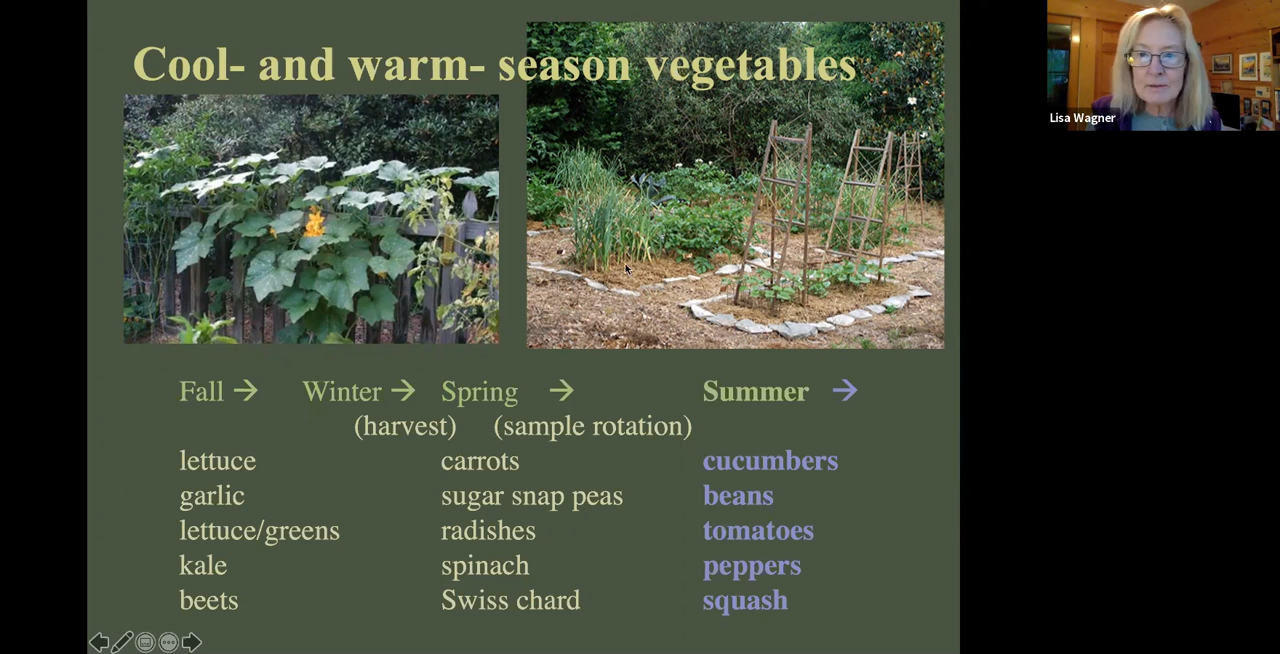 Cool- and warm- season vegetables
Lisa Wagner
Fall → Winter → Spring → Summer →
(harvest) (sample rotation)
lettuce carrots cucumbers
garlic sugar snap peas beans
lettuce/greens radishes tomatoes
kale spinach peppers
beets Swiss chard squash